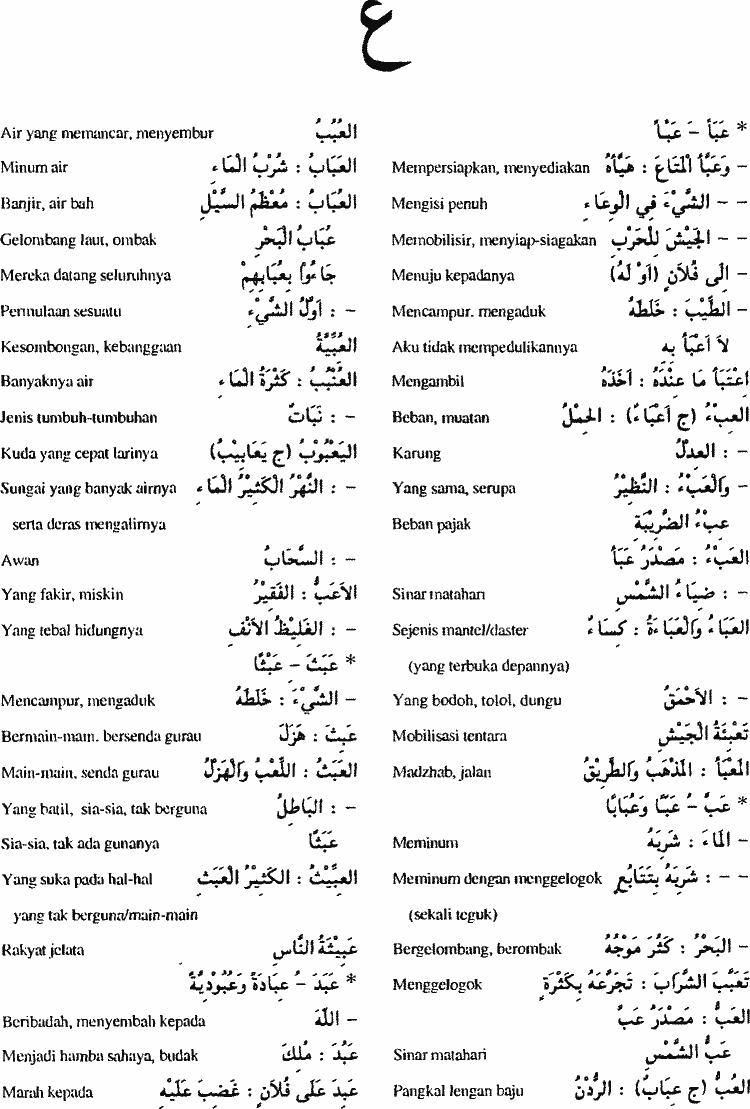 ع
* عَبَأَ – عَبْأً
– وَعَبَّأَ الْمَتَاعَ : هَيَّأَهُ Mempersiapkan, menyediakan
– – الشَّيْءَ فِي الْوِعَاءِ Mengisi penuh
– – الْجَيْشَ لِلْحَرْبِ Memobilisir, menyiap-siagakan
– اِلَى فُلَانٍ (اَوْ لَهُ) Menuju kepadanya
– الطِّيْبَ : خَلَطَهُ Mencampur. mengaduk
لَا اَعْبَأُ بِهِ Aku tidak mempedulikannya
اعْتَبَأَ مَا عِنْدَهُ : اَخَذَهُ Mengambil
العِبْءُ (ج اَعْبَاءٌ) : الحِمْلُ Beban, muatan
– : العِدْلُ Karung
– وَالْعَبْءُ : النَّظِيْرُ Yang sama, serupa
عِبْءُ الضَّرِيْبَةِ Beban pajak
العَبْءُ : مَصْدَرُ عَبَأَ
– : ضِيَاءُ الشَّمْسِ Sinar matahari
العَبَاءُ وَالْعَبَاءَةُ : كِسَاءٌ Sejenis mantel/daster
(yang terbuka depannya)
– : الاَحْمَقُ Yang bodoh, tolol, dungu
تَعْبِئَةُ الْجَيْشِ Mobilisasi tentara
المَعْبَأُ : الْمَذْهَبُ وَالطَّرِيْقُ Madzhab, jalan
* عَبَّ – ُ عَبًّا وَعُبَابًا
– الْمَاءَ : شَرِبَهُ Meminum
– – : شَرِبَهُ بِتَتَابُعٍ Meminum dengan menggelogok
(sekali teguk)
– الْبَحْرُ : كَثُرَ مَوْجُهُ Bergelombang, berombak
تَعَبَّبَ الشَّرَابَ : تَجَرَّعَهُ بِكَثْرَةٍ Menggelogok
العَبُّ : مَصْدَرُ عَبَّ
عَبُّ الشَّمْسِ Sinar matahari
العُبُّ (ج عِبَابٌ) : الرُّدْنُ Pangkal lengan baju
العُبُبُ Air yang memancar, menyembur
العُبَابُ : شُرْبُ الْمَاءِ Minum air
العُبَابُ : مُعْظَمُ السَّيْلِ Banjir, air bah
عُبَابُ الْبَحْرِ Gelombang laut, ombak
جَاءُوْا بِعُبَابِهِمْ Mereka datang seluruhnya
– : اَوَّلُ الشَّيْءِ Permulaan sesuatu
العُبِّيَّةُ Kesombongan, kebanggaan
العُنْبُبُ : كَثْرَةُ الْمَاءِ Banyaknya air
– : نَبَاتٌ Jenis tumbuh-tumbuhan
اليَعْبُوْبُ (ج يَعَابِيْبُ) Kuda yang cepat larinya
– : النَّهْرُ الْكَثِيْرُ الْمَاءِ Sungai yang banyak airnya
serta deras mengalirnya
– : السَّحَابُ Awan
الاَعَبُّ : الفَقِيْرُ Yang fakir, miskin
– : الغَلِيْظُ الاَنْفِ Yang tebal hidungnya
* عَبَثَ – عَبْثًا
– الشَّيْءَ : خَلَطَهُ Mencampur, mengaduk
عَبِثَ : هَزَلَ Bermain-main. bersenda gurau
العَبَثُ : اللَّعْبُ وَالْهَزْلُ Main-main, senda gurau
– : البَاطِلُ Yang batil, sia-sia, tak berguna
عَبَثًا Sia-sia, tak ada gunanya
العِبِّيْثُ : الكَثِيْرُ الْعَبَثِ Yang suka pada hal-hal
yang tak berguna/main-main
عَبِيْثَةُ النَّاسِ Rakyat jelata
* عَبَدَ – ُ عِبَادَةً وَعُبُوْدِيَّةً
– اللهَ Beribadah, menyembah kepada
عَبُدَ : مُلِكَ Menjadi hamba sahaya, budak
عَبِدَ عَلَى فُلَانٍ : غَضِبَ عَلَيْهِ Marah kepada